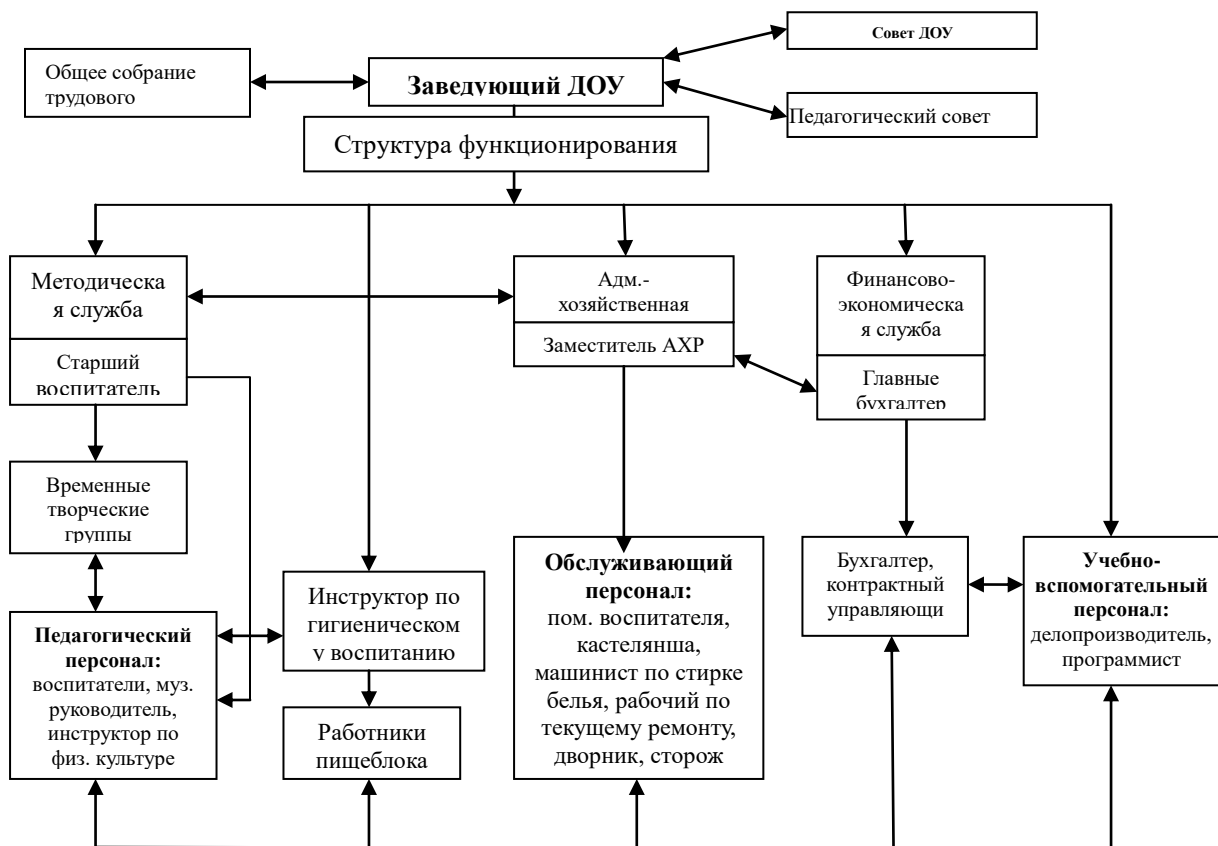 Совет ДОУ
Общее собрание
трудового
Заведующий ДОУ
Педагогический совет
Структура функционирования
Методическа
я служба
Старший
воспитатель
Адм.-
хозяйственная
Заместитель АХР
Финансово-
экономическа
я служба
Главные
бухгалтер
Временные
творческие
группы
Педагогический
персонал:
воспитатели, муз.
руководитель,
инструктор по
физ. культуре
Инструктор по
гигиеническом
у воспитанию
Работники
пищеблока
Обслуживающий
персонал:
пом. воспитателя,
кастелянша,
машинист по стирке
белья, рабочий по
текущему ремонту,
дворник, сторож
Бухгалтер,
контрактный
управляющи
Учебно-
вспомогательный
персонал:
делопроизводитель,
программист